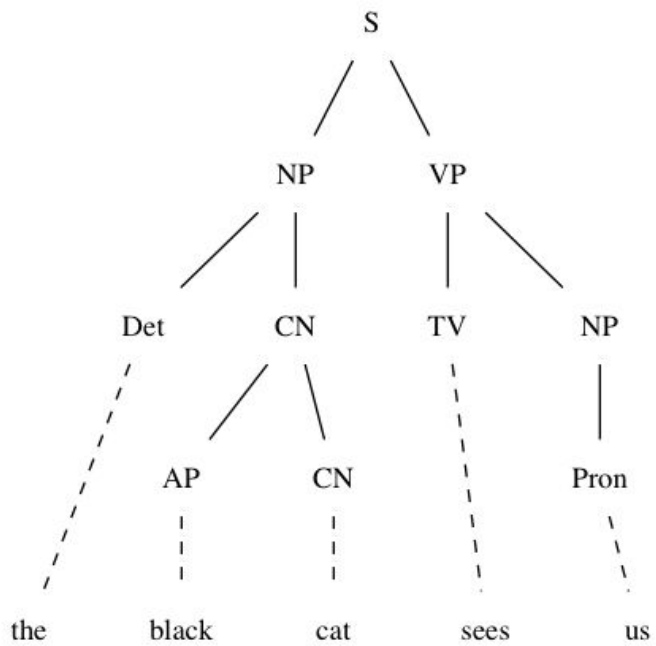 S
NP VP
Det CN TV NP
AP CN Pron
the black cat sees us